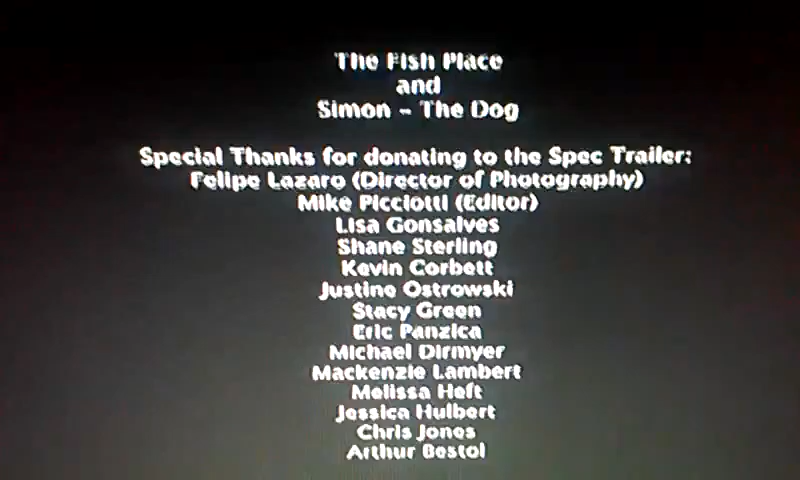 The Fish Place
and
Simon - The Dog
Special Thanks for donating to the Spec Trailer:
Felipe Lazaro (Director of Photography)
Mike Picciotti (Editor)
Lisa Gonsalves
Shane Sterling
Kevin Corbett
Justine Ostrowski
Stacy Green
Eric Panzica
Michael Dirmyer
Mackenzie Lambert
Melissa Heft
Jessica Hulbert
Chris Jones
Arthur Bestol